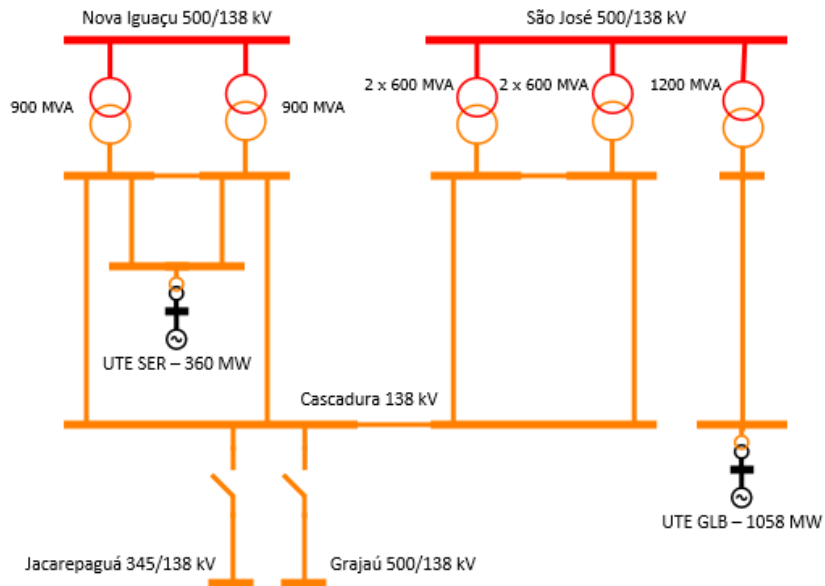 Nova Iguaçu 500/138 kV
São José 500/138 kV
900 MVA
900 MVA
2 x 600 MVA
2 x 600 MVA
1200 MVA
UTE SER – 360 MW
Cascadura 138 kV
UTE GLB – 1058 MW
Jacarepaguá 345/138 kV
Grajaú 500/138 kV